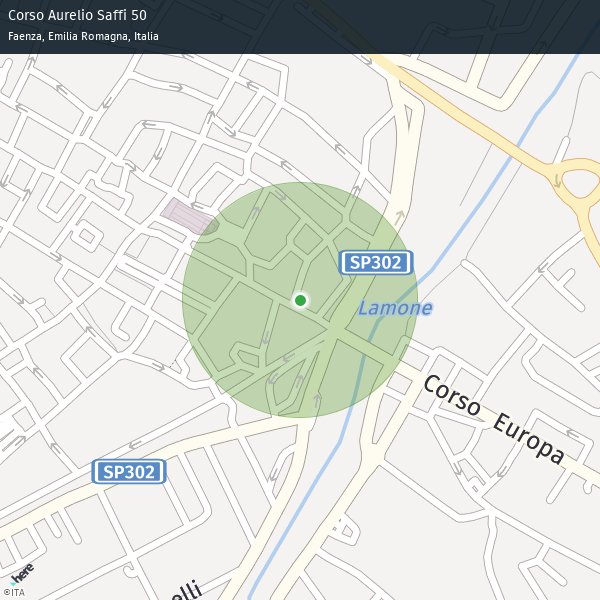 Corso Aurelio Saffi 50
Faenza, Emilia Romagna, Italia
SP302
Lamone
Corso Europa
SP302
here
elli
©ITA